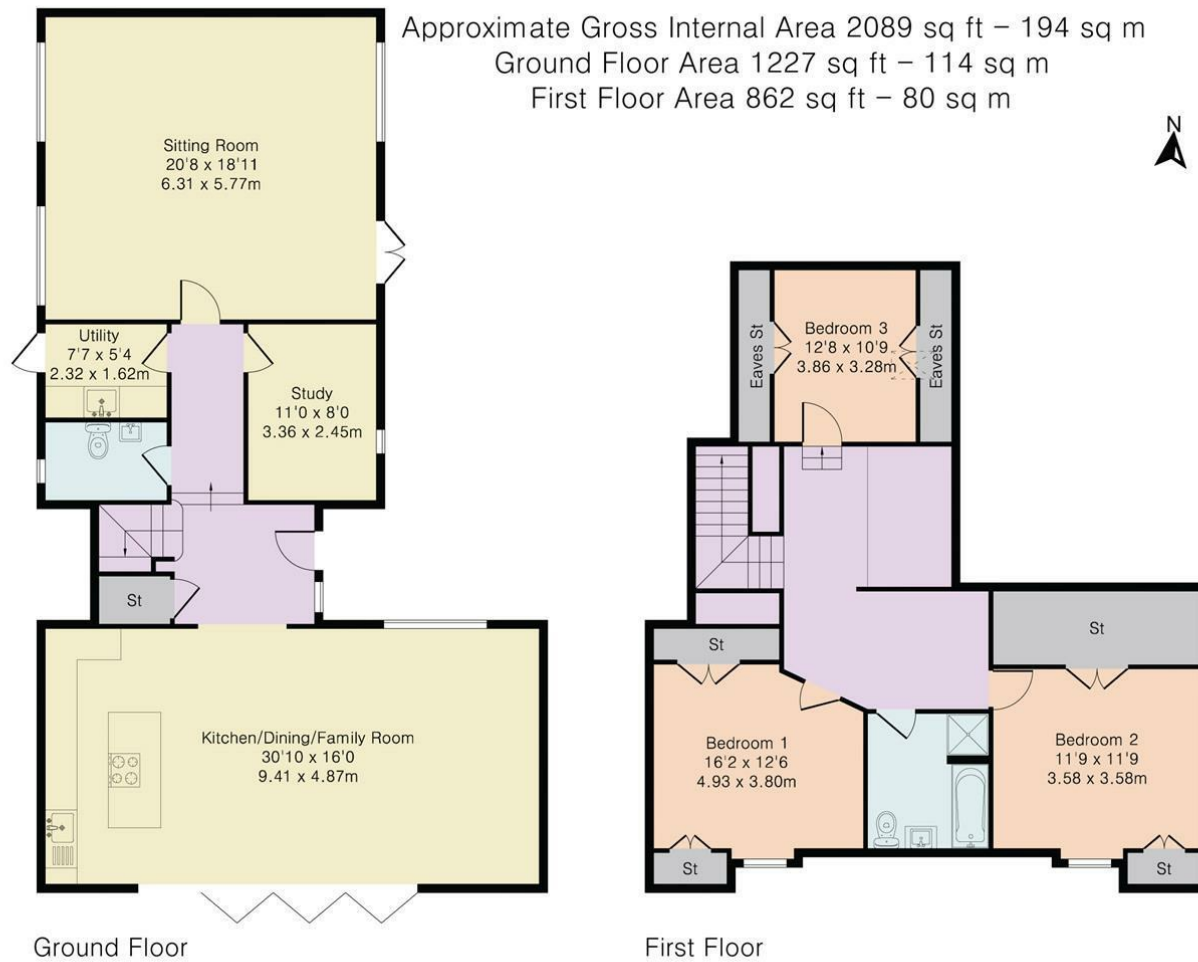 Approximate Gross Internal Area 2089 sq ft – 194 sq m
Ground Floor Area 1227 sq ft – 114 sq m
First Floor Area 862 sq ft – 80 sq m
N
Sitting Room
20'8 x 18'11
6.31 x 5.77m
Utility
7'7 x 5'4
2.32 x 1.62m
Study
11'0 x 8'0
3.36 x 2.45m
St
Kitchen/Dining/Family Room
30'10 x 16'0
9.41 x 4.87m
Ground Floor
Eaves St
Bedroom 3
12'8 x 10'9
3.86 x 3.28m
Eaves St
St
St
Bedroom 1
16'2 x 12'6
4.93 x 3.80m
Bedroom 2
11'9 x 11'9
3.58 x 3.58m
St
St
First Floor